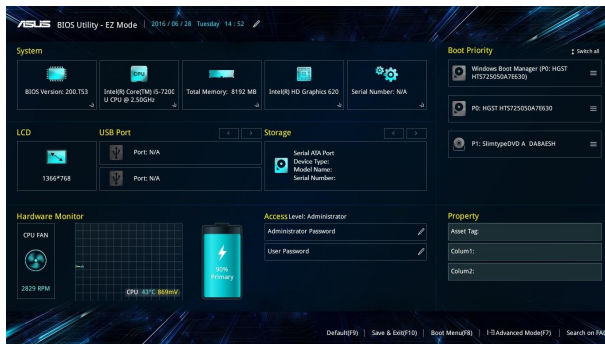 ASUS BIOS Utility - EZ Mode 2016 / 06 / 28 Tuesday 14 : 52
System
BIOS Version: 200.T53
Intel(R) Core(TM) i5-7200
U CPU @ 2.50GHz
Total Memory: 8192 MB
Intel(R) HD Graphics 620
Serial Number: N/A
CPU
Boot Priority
Switch all
Windows Boot Manager (P0: HGST
HTS725050A7E630)
P0: HGST HTS725050A7E630
P1: SlimtypeDVD A DA8AESH
LCD
1366*768
USB Port
Port: N/A
Port: N/A
Storage
Serial ATA Port
Device Type:
Model Name:
Serial Number:
Hardware Monitor
CPU FAN
2829 RPM
CPU 43°C 869mV
90%
Primary
Access Level: Administrator
Administrator Password
User Password
Property
Asset Tag:
Colum1:
Colum2:
Default(F9) Save & Exit(F10) Boot Menu(F8) Advanced Mode(F7) Search on FAQ